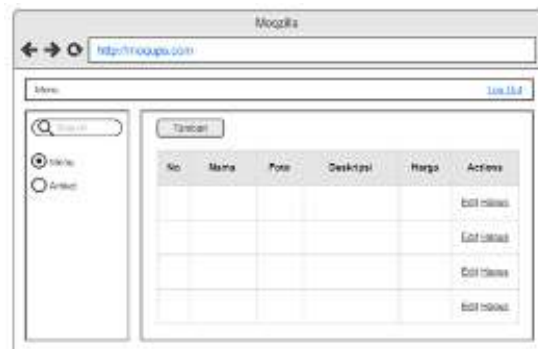 Moqzilla
http://moqups.com
Menu Log Out
Search
Tambah
Menu
Artikel
No Nama Foto Deskripsi Harga Actions
Edit Hapus
Edit Hapus
Edit Hapus
Edit Hapus